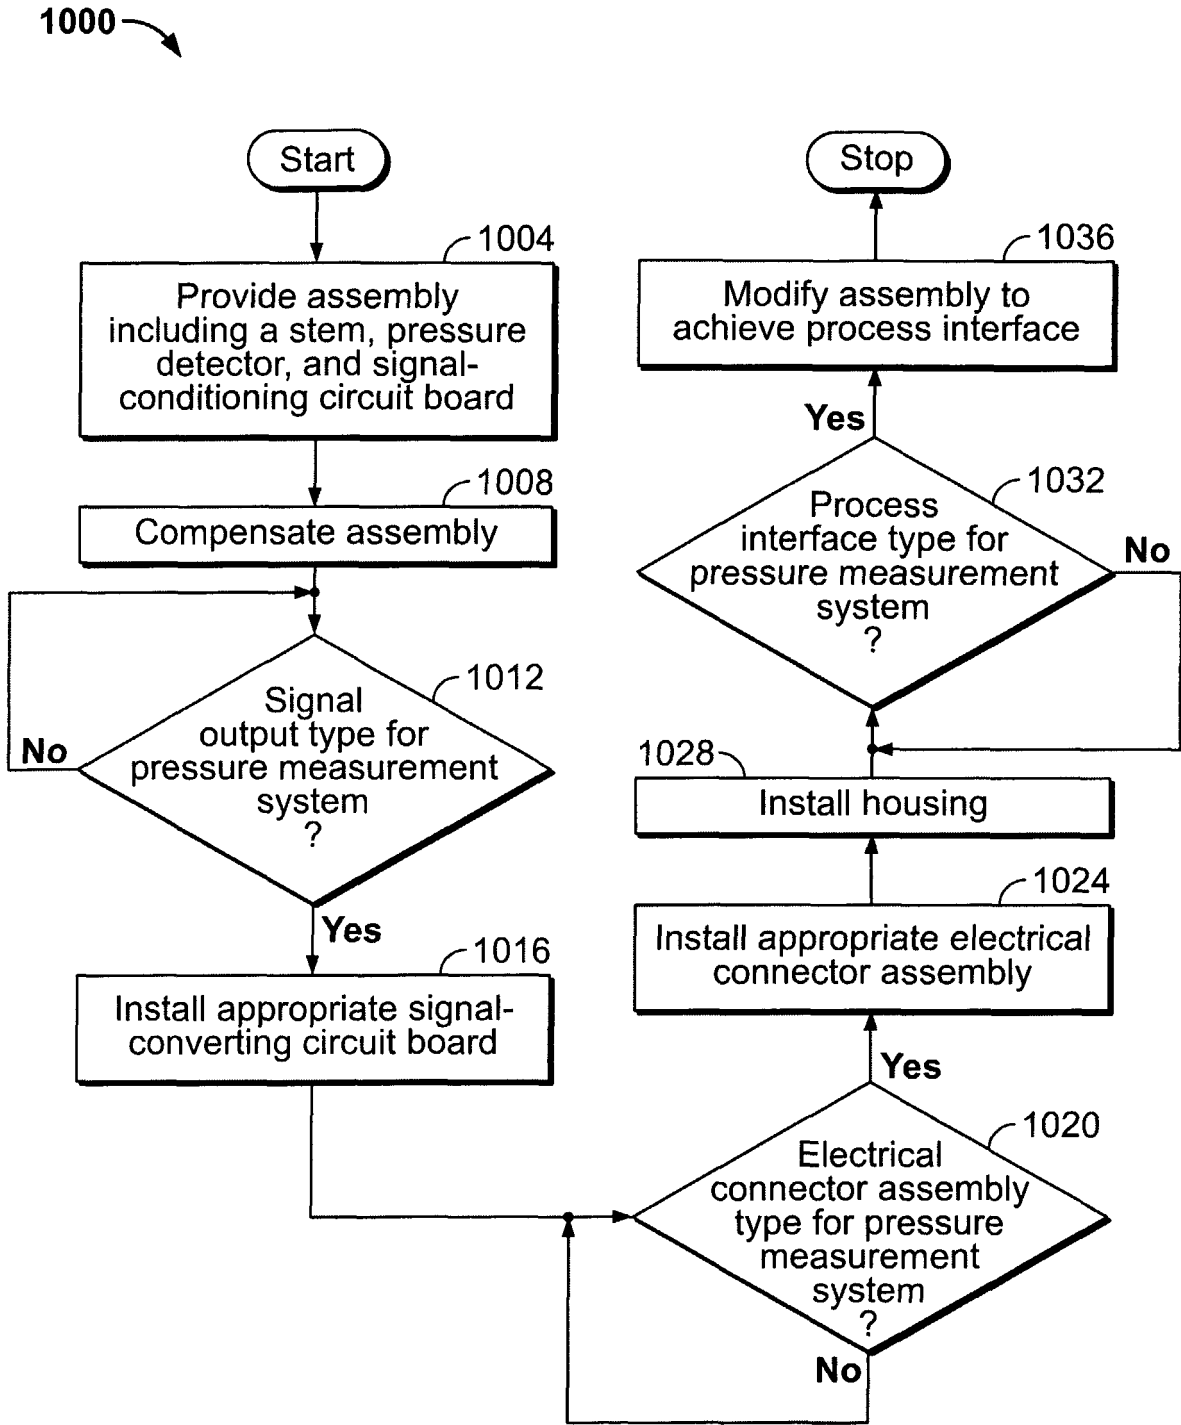 1000
Start
1004
Provide assembly
including a stem, pressure
detector, and signal-
conditioning circuit board
1008
Compensate assembly
1012
Signal
output type for
pressure measurement
system
?
No
Yes
1016
Install appropriate signal-
converting circuit board
1020
Electrical
connector assembly
type for pressure
measurement
system
?
No
Yes
1024
Install appropriate electrical
connector assembly
1028
Install housing
1032
Process
interface type for
pressure measurement
system
?
No
Yes
1036
Modify assembly to
achieve process interface
Stop